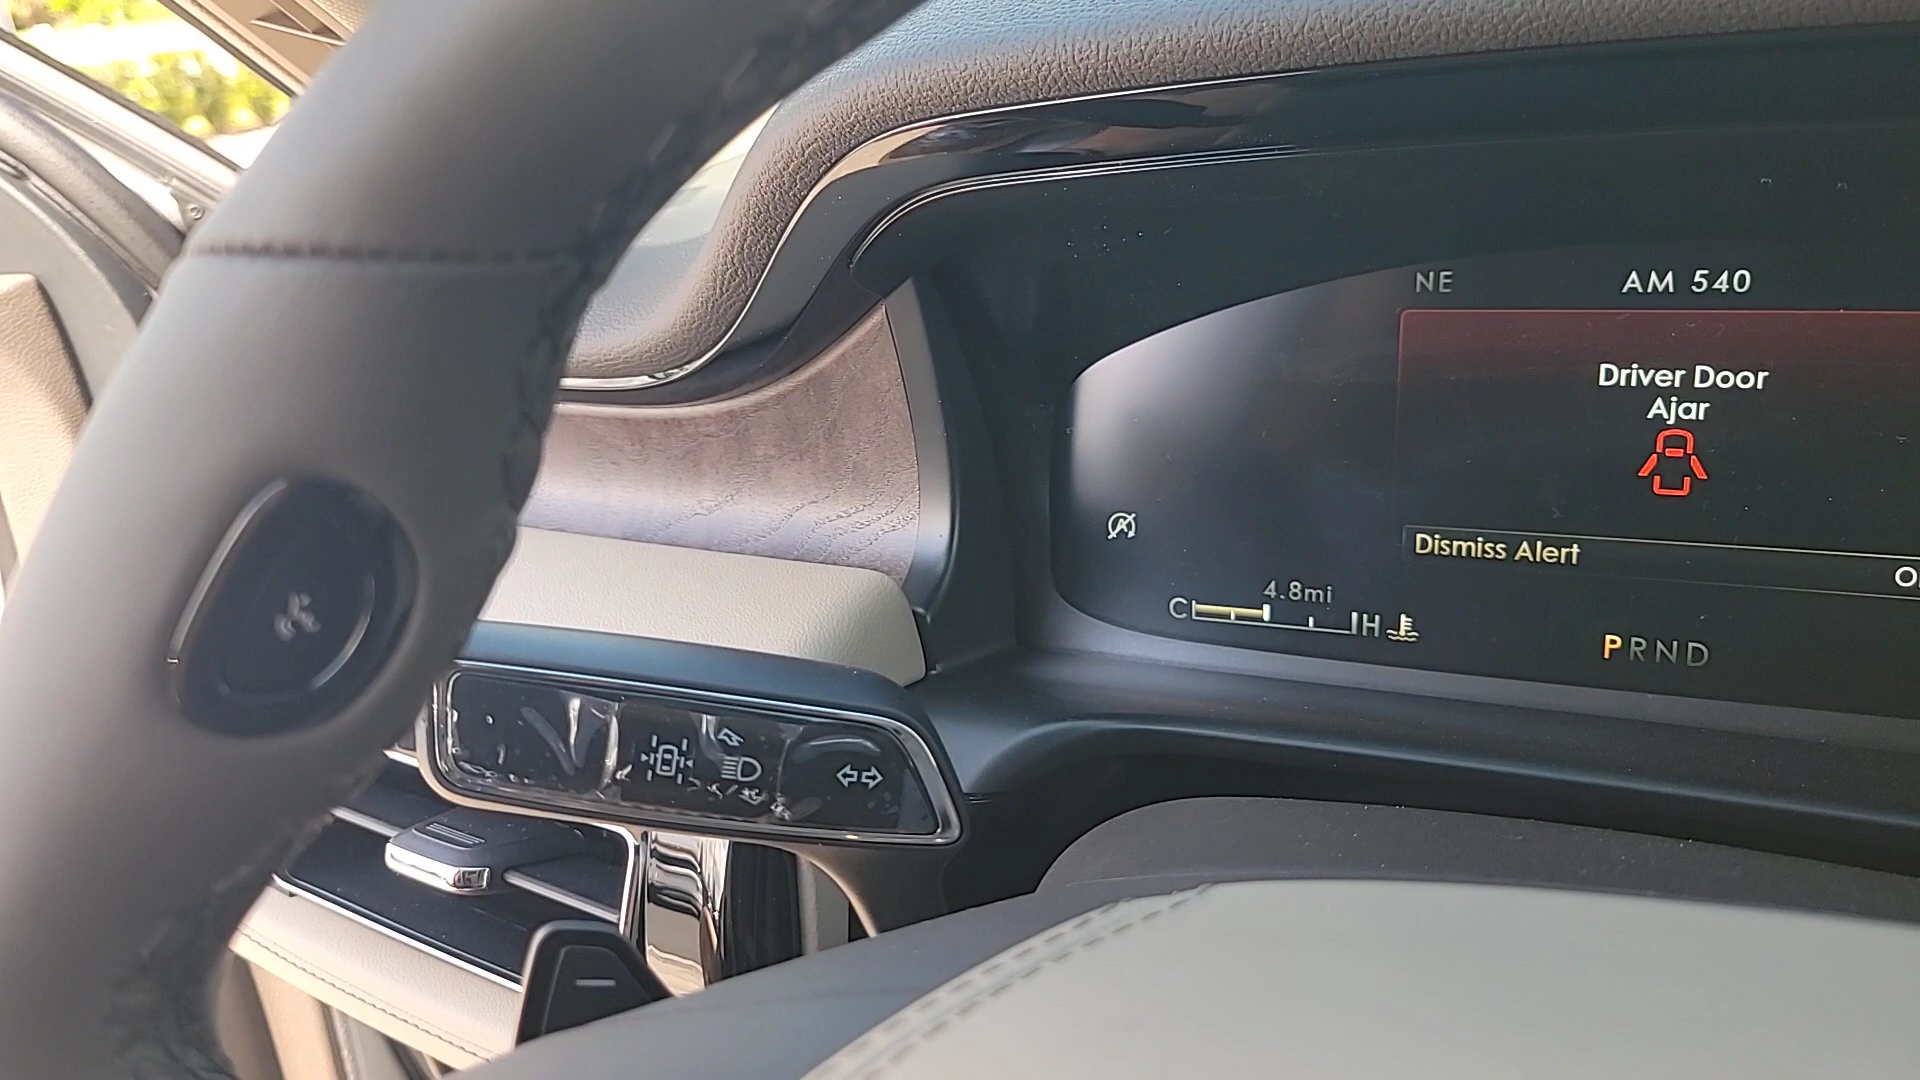 NE AM 540
Driver Door
Ajar
Dismiss Alert
4.8mi
C H
PRND